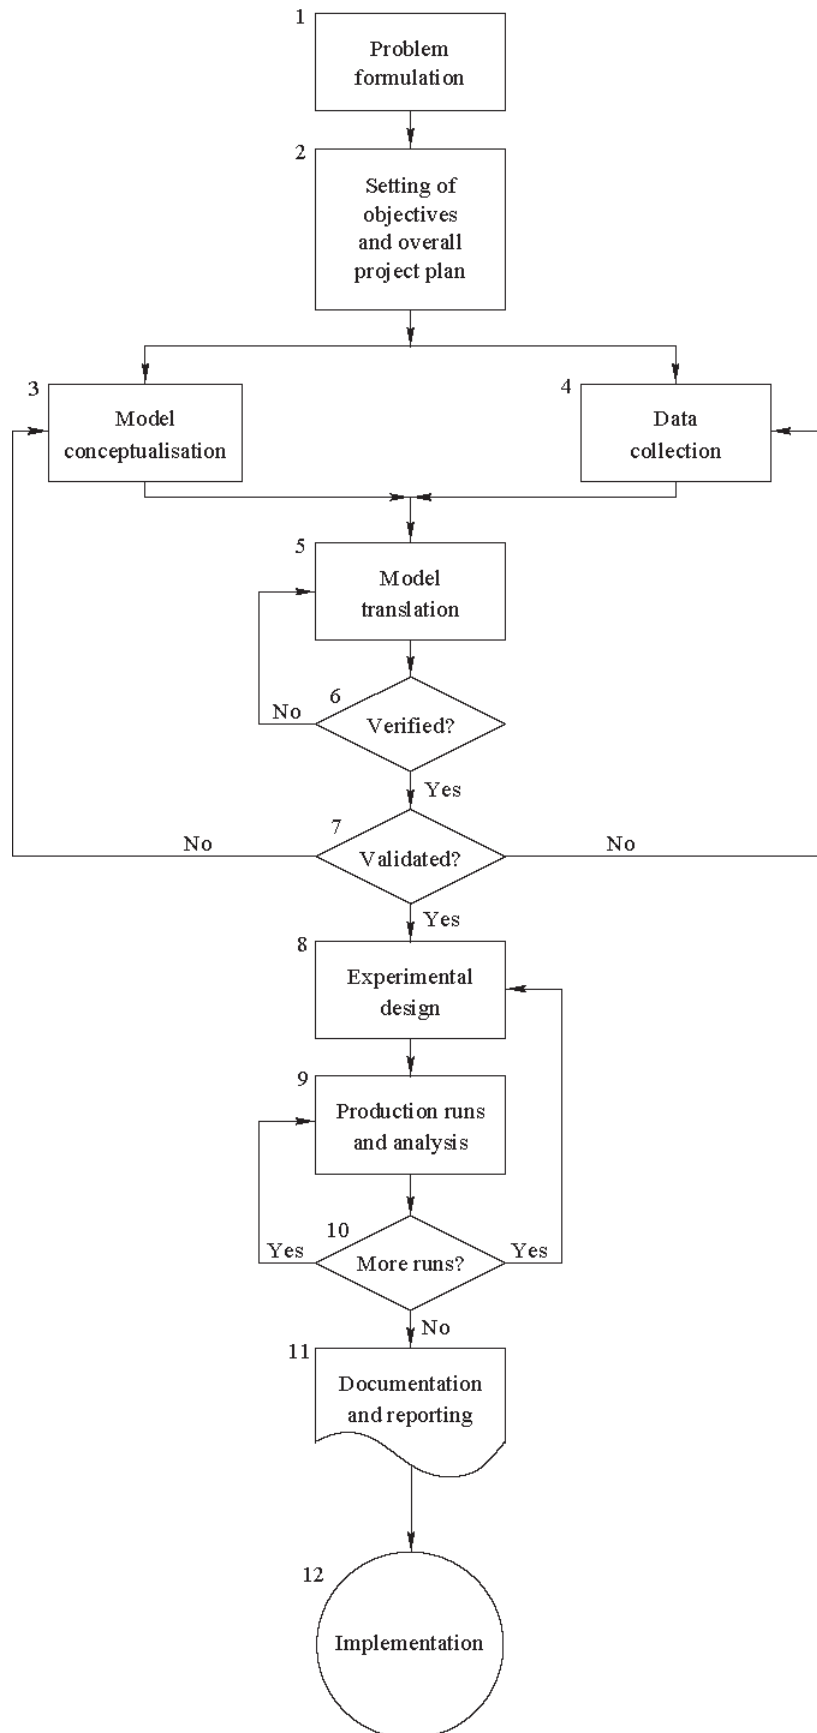 1
Problem
formulation
2
Setting of
objectives
and overall
project plan
3
Model
conceptualisation
4
Data
collection
5
Model
translation
6
No
Verified?
Yes
7
No
Validated?
No
Yes
8
Experimental
design
9
Production runs
and analysis
10
Yes
More runs?
Yes
No
11
Documentation
and reporting
12
Implementation